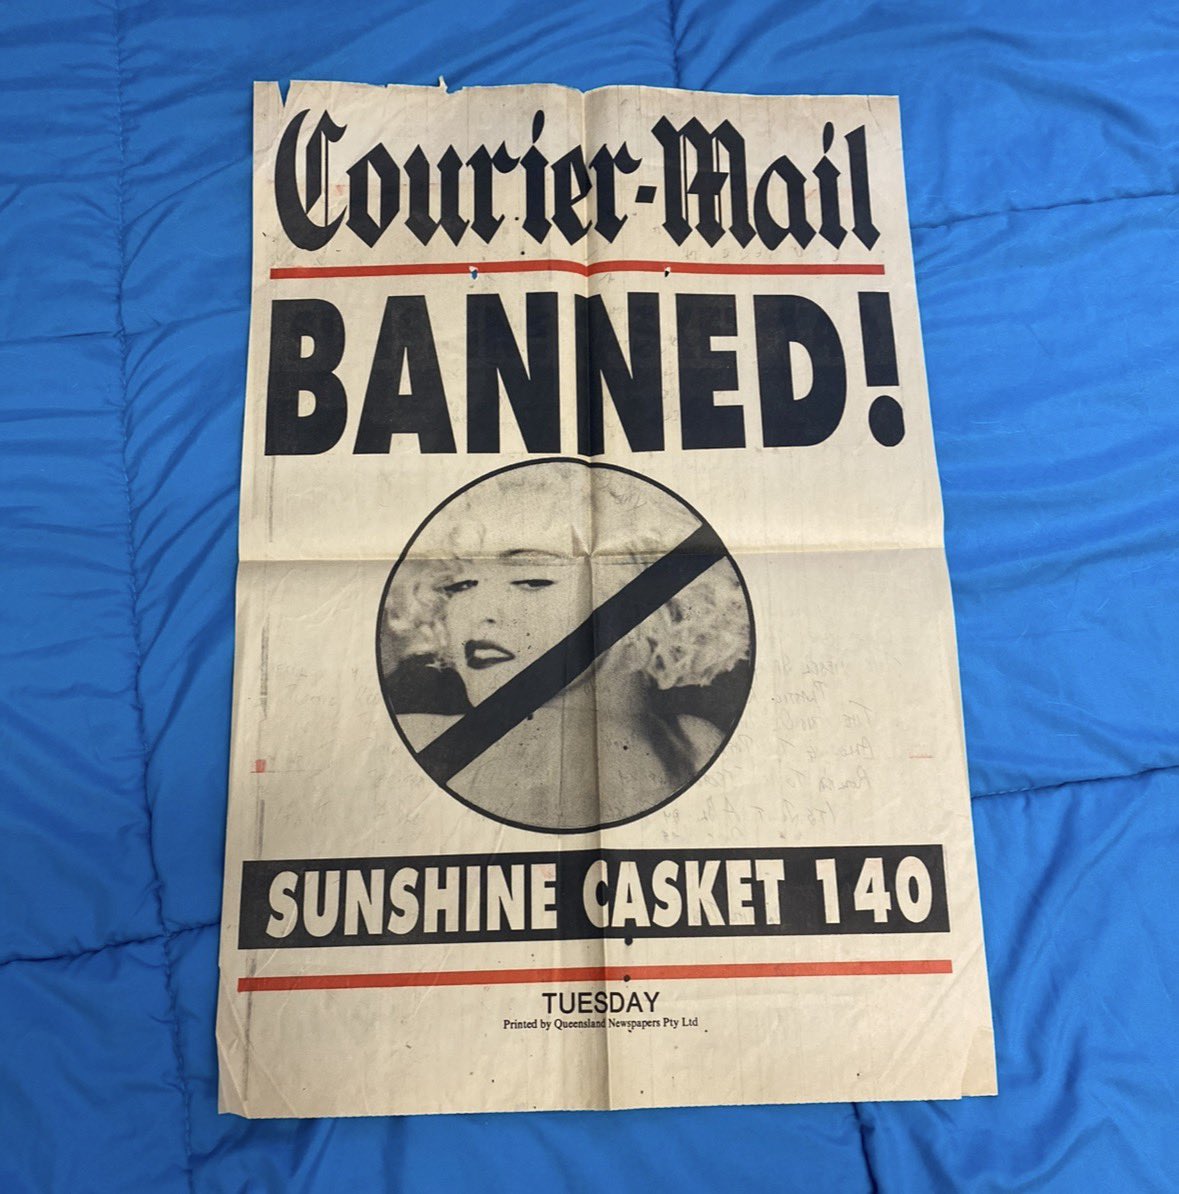 Courier-Mail
BANNED!
SUNSHINE CASKET 140
TUESDAY
Printed by Queensland Newspapers Pty Ltd